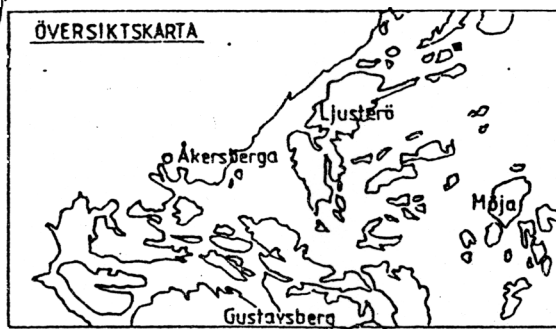 ÖVERSIKTSKARTA
Ljusterö
Åkersberga
Möja
Gustavsberg